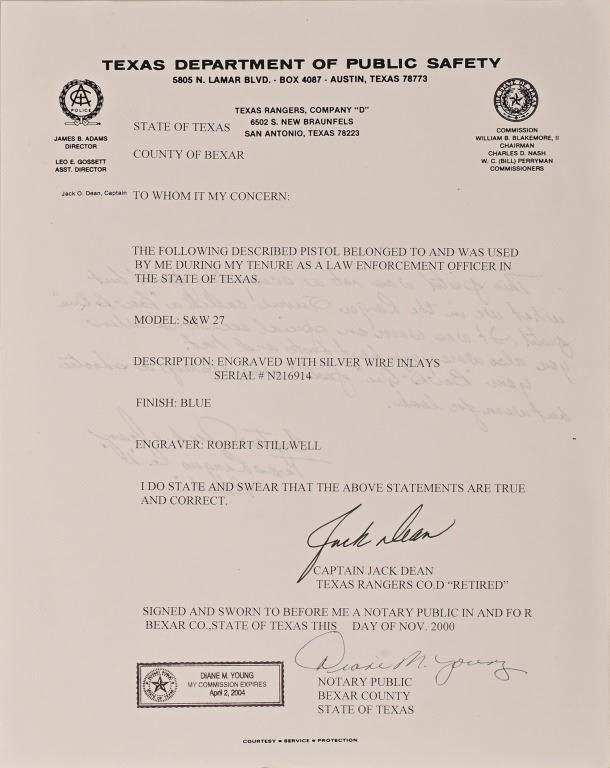 TEXAS DEPARTMENT OF PUBLIC SAFETY
5805 N. LAMAR BLVD. - BOX 4087 - AUSTIN, TEXAS 78773
POLICE
JAMES B. ADAMS
DIRECTOR
LEO E. GOSSETT
ASST. DIRECTOR
TEXAS RANGERS, COMPANY "D"
6502 S. NEW BRAUNFELS
SAN ANTONIO, TEXAS 78223
COMMISSION
WILLIAM B. BLAKEMORE, II
CHAIRMAN
CHARLES D. NASH
W. C. (BILL) PERRYMAN
COMMISSIONERS
STATE OF TEXAS
COUNTY OF BEXAR
Jack O. Dean, Captain
TO WHOM IT MY CONCERN:
THE FOLLOWING DESCRIBED PISTOL BELONGED TO AND WAS USED
BY ME DURING MY TENURE AS A LAW ENFORCEMENT OFFICER IN
THE STATE OF TEXAS.
MODEL: S&W 27
DESCRIPTION: ENGRAVED WITH SILVER WIRE INLAYS
SERIAL # N216914
FINISH: BLUE
ENGRAVER: ROBERT STILLWELL
I DO STATE AND SWEAR THAT THE ABOVE STATEMENTS ARE TRUE
AND CORRECT.
Jack Dean
CAPTAIN JACK DEAN
TEXAS RANGERS CO.D "RETIRED"
SIGNED AND SWORN TO BEFORE ME A NOTARY PUBLIC IN AND FO R
BEXAR CO.,STATE OF TEXAS THIS DAY OF NOV. 2000
Diane M. Young
NOTARY PUBLIC
BEXAR COUNTY
STATE OF TEXAS
DIANE M. YOUNG
MY COMMISSION EXPIRES
April 2, 2004
COURTESY ★ SERVICE ★ PROTECTION